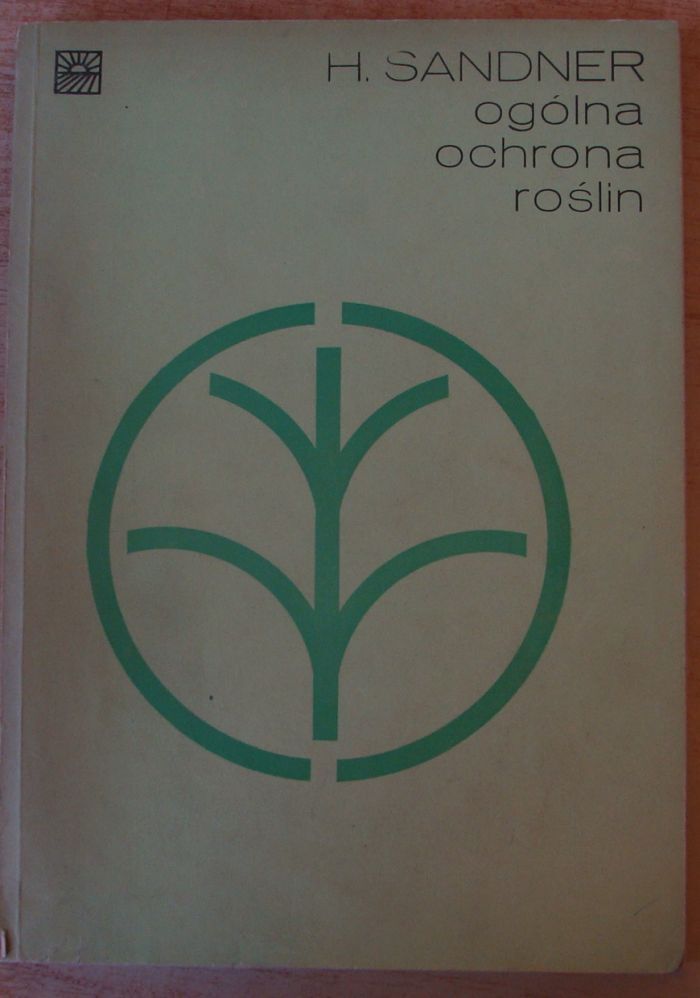 H. SANDNER
ogólna
ochrona
roślin